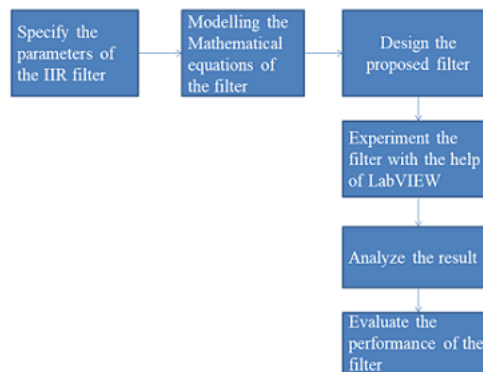 Specify the
parameters of
the IIR filter
Modelling the
Mathematical
equations of
the filter
Design the
proposed filter
Experiment the
filter with the help
of LabVIEW
Analyze the result
Evaluate the
performance of the
filter